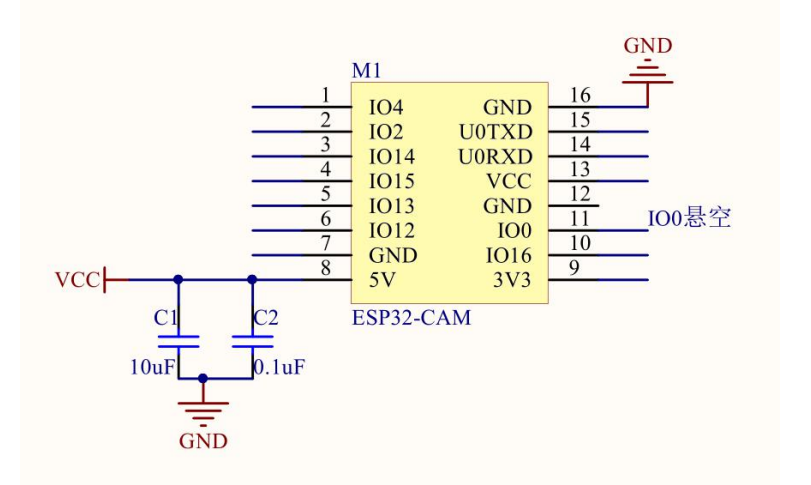 GND
M1
1 IO4 GND 16
2 IO2 U0TXD 15
3 IO14 U0RXD 14
4 IO15 VCC 13
5 IO13 GND 12
6 IO12 IO0 11 IO0悬空
7 GND IO16 10
VCC 8 5V 3V3 9
C1 C2 ESP32-CAM
10uF 0.1uF
GND